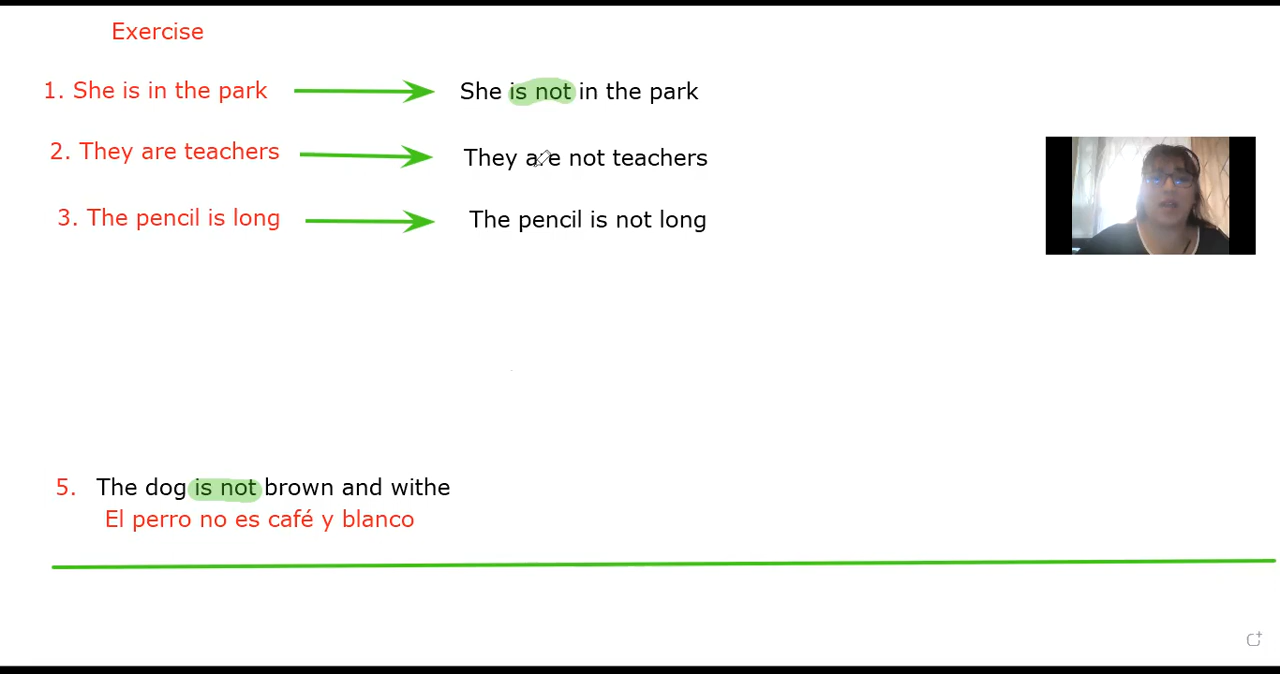 Exercise
1. She is in the park
She is not in the park
2. They are teachers
They are not teachers
3. The pencil is long
The pencil is not long
5. The dog is not brown and withe
El perro no es café y blanco